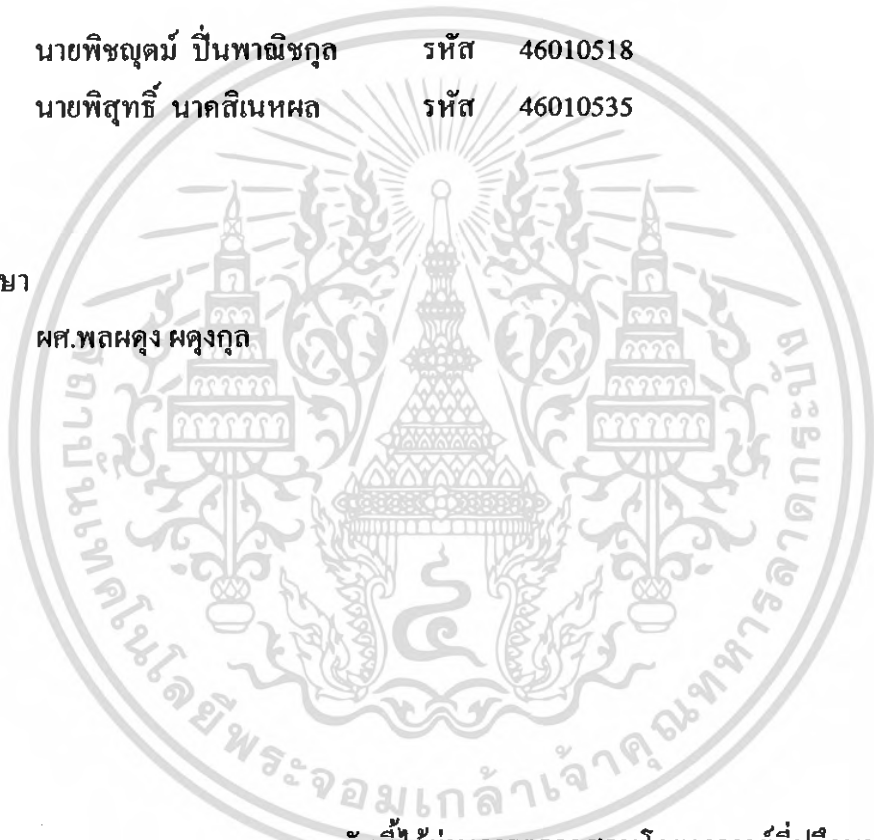 นายพิชญุตม์ ปิ่นพาณิชกุล รหัส 46010518
นายพิสุทธิ์ นาคสิเนหผล รหัส 46010535
ษา
ผศ.พลผดุง ผดุงกุล
สถาบันเทคโนโลยีพระจอมเกล้าเจ้าคุณทหารลาดกระบัง